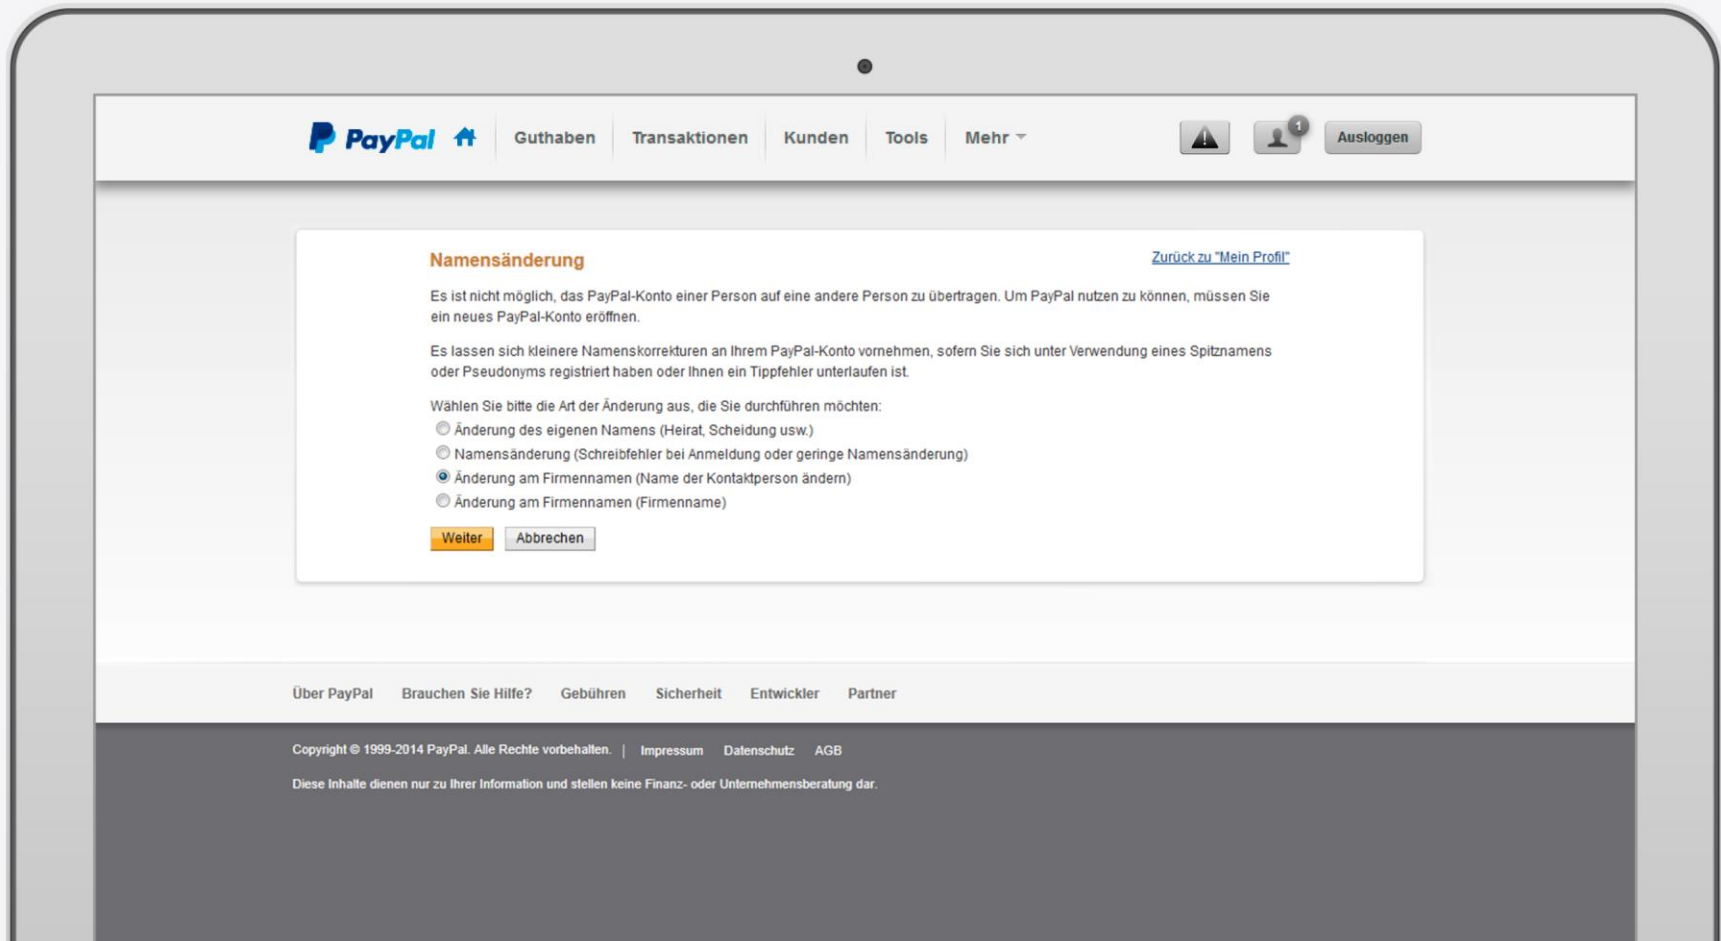 PayPal Guthaben Transaktionen Kunden Tools Mehr 1 Ausloggen
Namensänderung Zurück zu "Mein Profil"
Es ist nicht möglich, das PayPal-Konto einer Person auf eine andere Person zu übertragen. Um PayPal nutzen zu können, müssen Sie
ein neues PayPal-Konto eröffnen.
Es lassen sich kleinere Namenskorrekturen an Ihrem PayPal-Konto vornehmen, sofern Sie sich unter Verwendung eines Spitznamens
oder Pseudonyms registriert haben oder Ihnen ein Tippfehler unterlaufen ist.
Wählen Sie bitte die Art der Änderung aus, die Sie durchführen möchten:
Änderung des eigenen Namens (Heirat, Scheidung usw.)
Namensänderung (Schreibfehler bei Anmeldung oder geringe Namensänderung)
Änderung am Firmennamen (Name der Kontaktperson ändern)
Änderung am Firmennamen (Firmenname)
Weiter Abbrechen
Über PayPal Brauchen Sie Hilfe? Gebühren Sicherheit Entwickler Partner
Copyright © 1999-2014 PayPal. Alle Rechte vorbehalten. | Impressum Datenschutz AGB
Diese Inhalte dienen nur zu Ihrer Information und stellen keine Finanz- oder Unternehmensberatung dar.